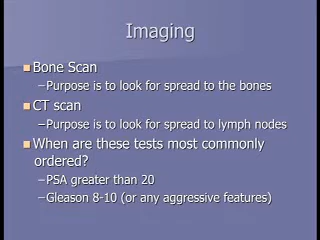 Imaging
Bone Scan
–Purpose is to look for spread to the bones
CT scan
–Purpose is to look for spread to lymph nodes
When are these tests most commonly
ordered?
–PSA greater than 20
–Gleason 8-10 (or any aggressive features)